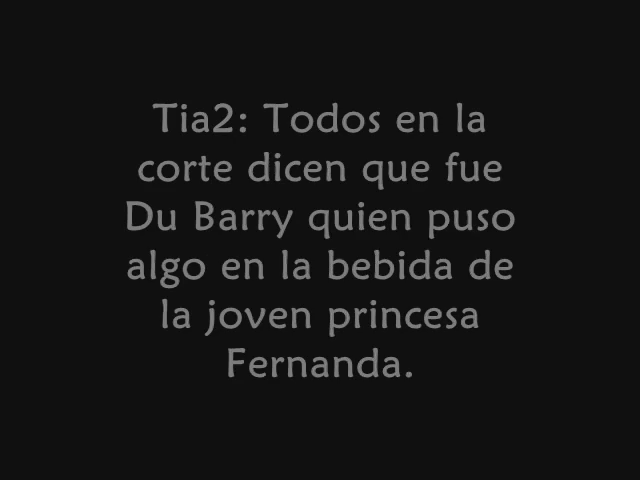 Tia2: Todos en la
corte dicen que fue
Du Barry quien puso
algo en la bebida de
la joven princesa
Fernanda.